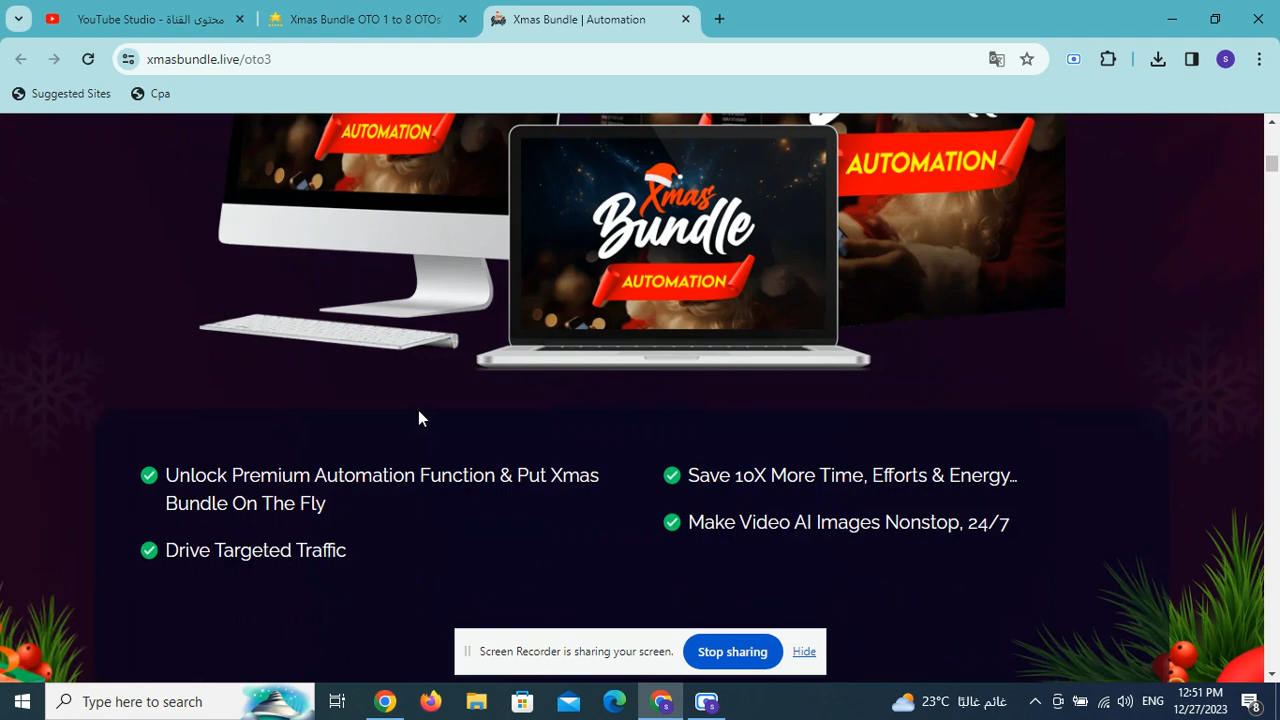 YouTube Studio - محتوى القناة
Xmas Bundle OTO 1 to 8 OTOs
Xmas Bundle | Automation
xmasbundle.live/oto3
Suggested Sites
Cpa
AUTOMATION
AUTOMATION
Xmas
Bundle
AUTOMATION
Unlock Premium Automation Function & Put Xmas
Bundle On The Fly
Drive Targeted Traffic
Save 10X More Time, Efforts & Energy...
Make Video AI Images Nonstop, 24/7
Screen Recorder is sharing your screen.
Stop sharing
Hide
Type here to search
23°C غائم غالبًا
ENG
12:51 PM
12/27/2023
8